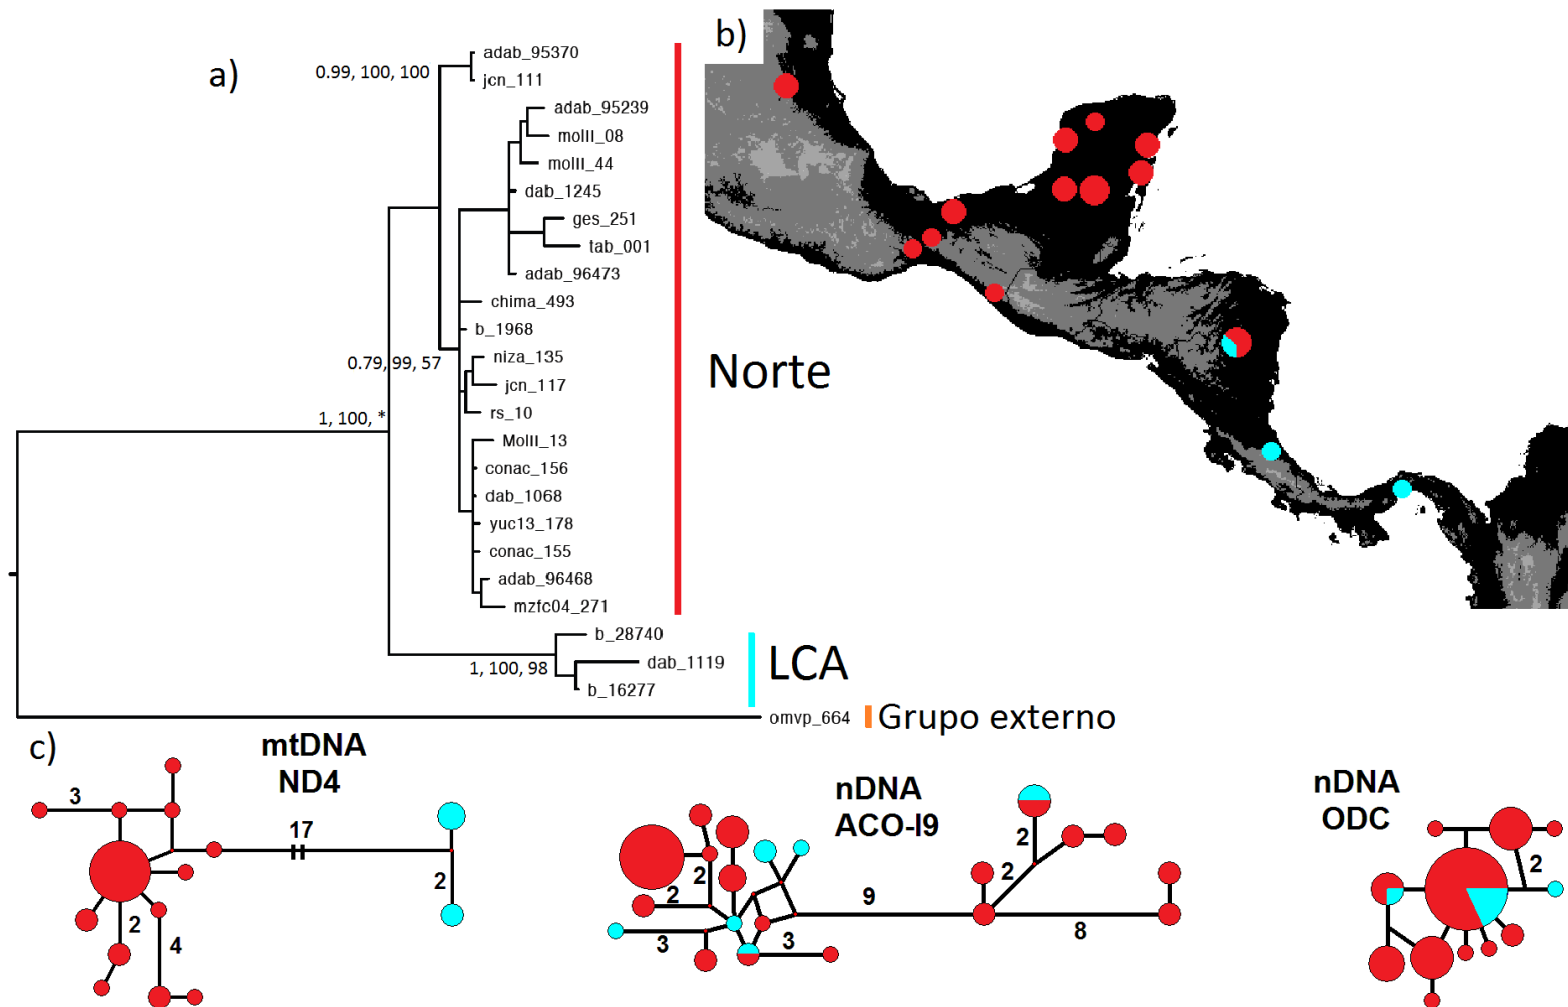 a)
adab_95370
0.99, 100, 100
jcn_111
adab_95239
molII_08
molII_44
dab_1245
ges_251
tab_001
adab_96473
chima_493
b_1968
niza_135
0.79, 99, 57
jcn_117
1, 100, *
rs_10
MolII_13
conac_156
dab_1068
yuc13_178
conac_155
adab_96468
mzfc04_271
Norte
b_28740
1, 100, 98
dab_1119
b_16277
LCA
omvp_664
Grupo externo
b)
c)
mtDNA
ND4
3
17
2
2
4
nDNA
ACO-I9
2
2
3
3
9
2
2
8
nDNA
ODC
2